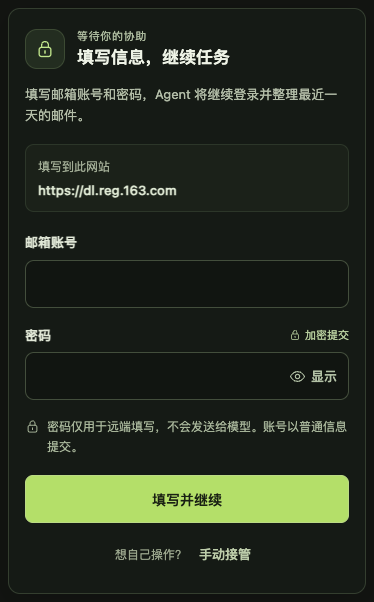 等待你的协助
填写信息，继续任务
填写邮箱账号和密码，Agent 将继续登录并整理最近一
天的邮件。
填写到此网站
https://dl.reg.163.com
邮箱账号
密码
加密提交
显示
密码仅用于远端填写，不会发送给模型。账号以普通信息
提交。
填写并继续
想自己操作？ 手动接管